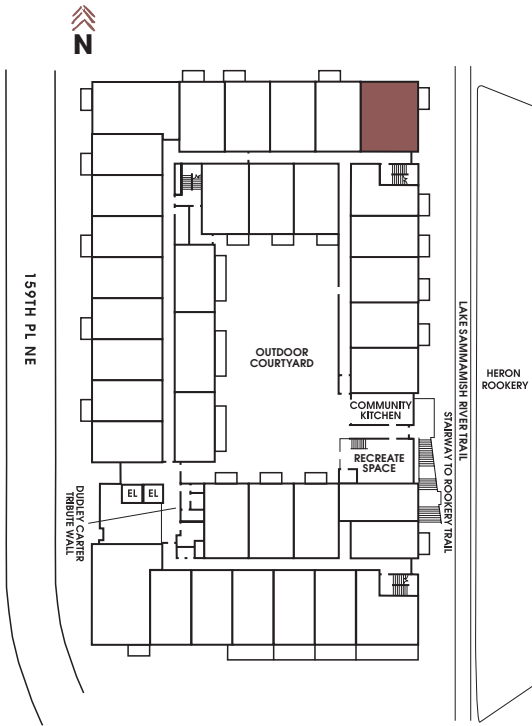 N
159TH PL NE
OUTDOOR
COURTYARD
COMMUNITY
KITCHEN
RECREATE
SPACE
LAKE SAMMAMISH RIVER TRAIL
STAIRWAY TO ROOKERY TRAIL
HERON
ROOKERY
EL EL
DUDLEY CARTER
TRIBUTE WALL